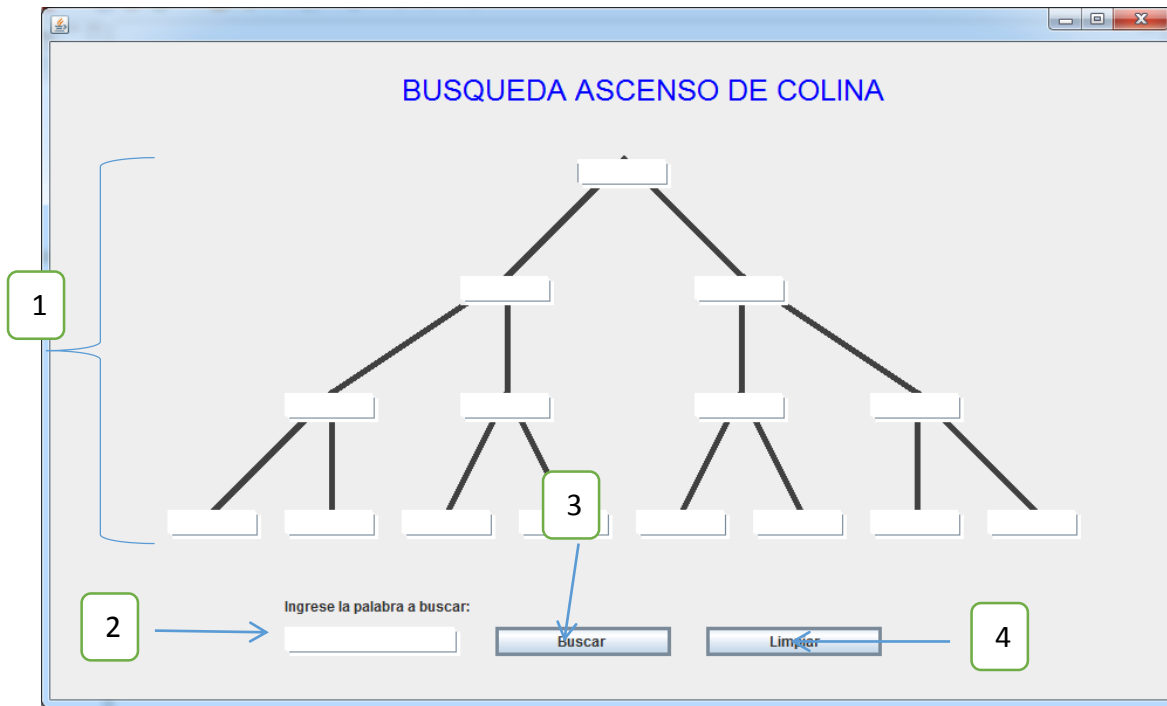 BUSQUEDA ASCENSO DE COLINA
1
3
Ingrese la palabra a buscar:
2
Buscar
Limpiar
4